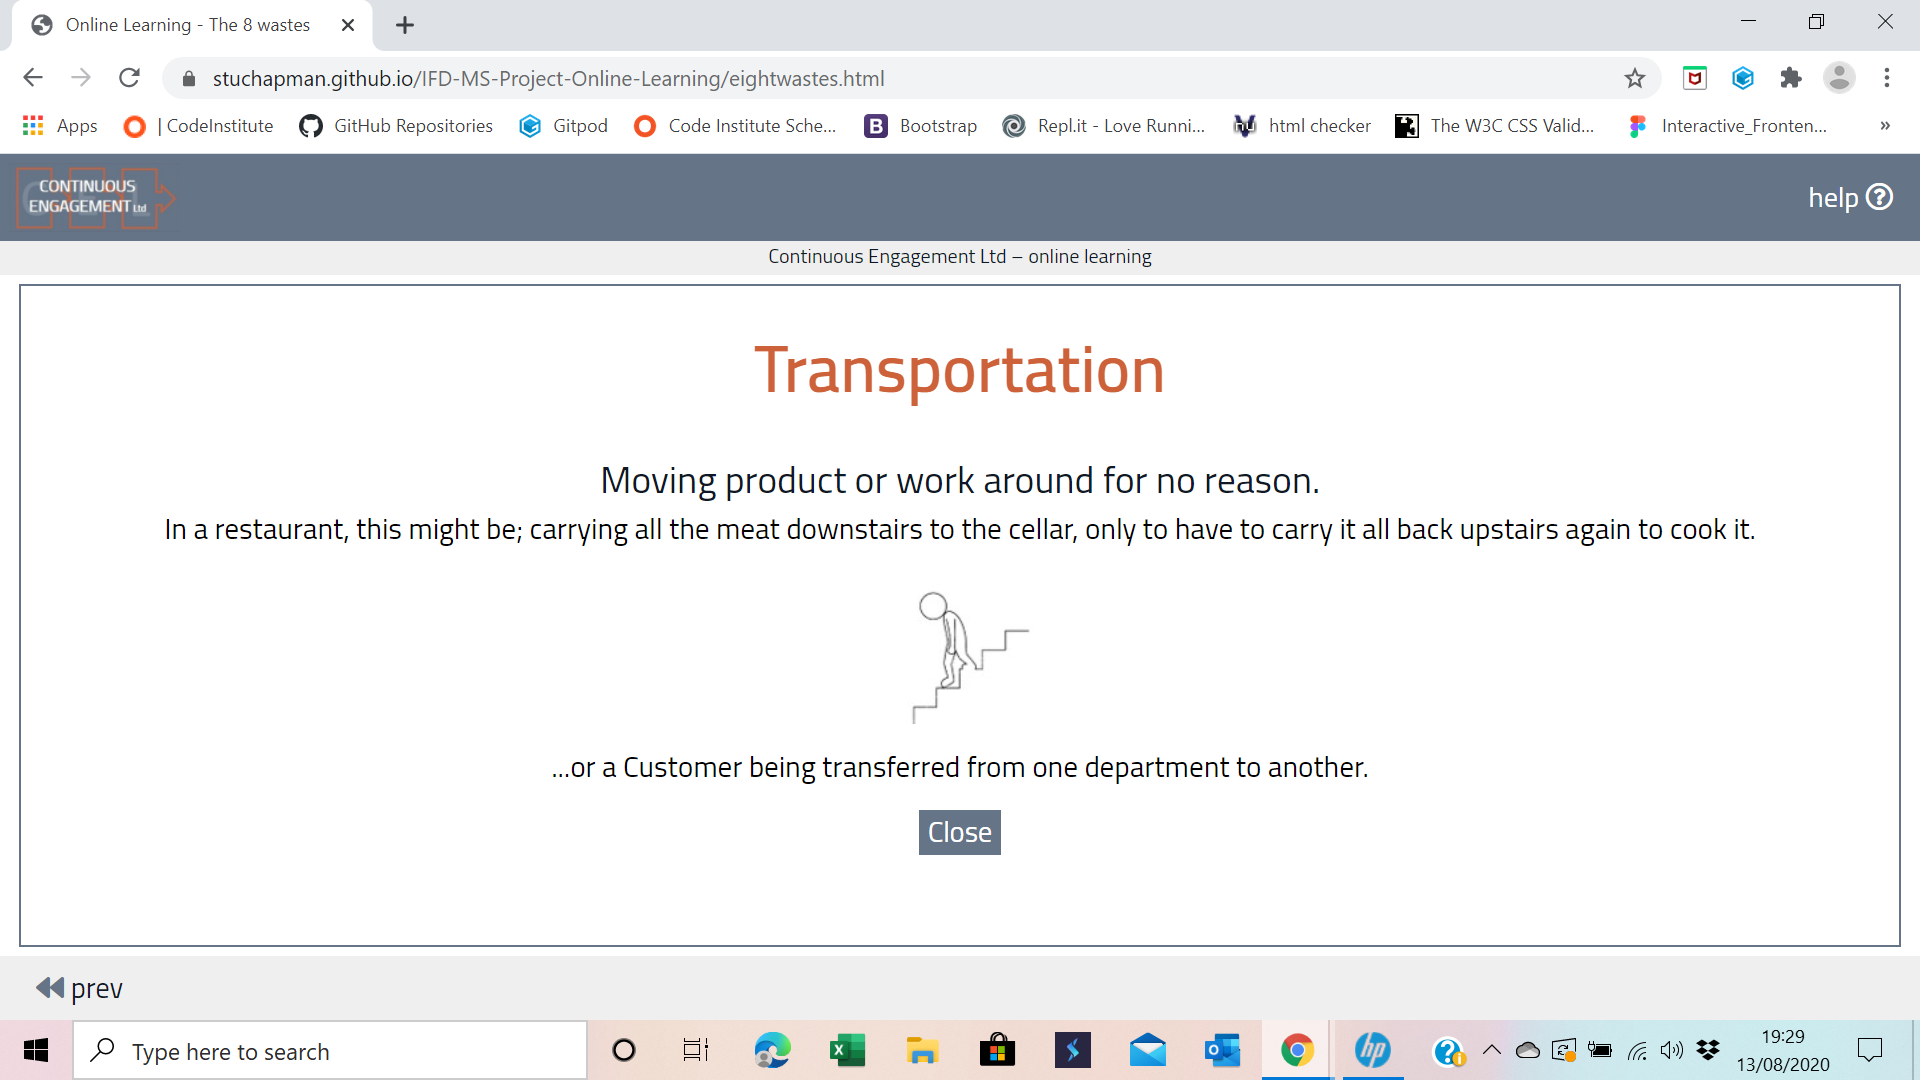 Online Learning - The 8 wastes
stuchapman.github.io/IFD-MS-Project-Online-Learning/eightwastes.html
Apps
| CodeInstitute
GitHub Repositories
Gitpod
Code Institute Sche...
B Bootstrap
Repl.it - Love Runni...
html checker
The W3C CSS Valid...
Interactive_Fronten...
»
CONTINUOUS
ENGAGEMENT Ltd
help ?
Continuous Engagement Ltd – online learning
Transportation
Moving product or work around for no reason.
In a restaurant, this might be; carrying all the meat downstairs to the cellar, only to have to carry it all back upstairs again to cook it.
...or a Customer being transferred from one department to another.
Close
prev
Type here to search
19:29
13/08/2020